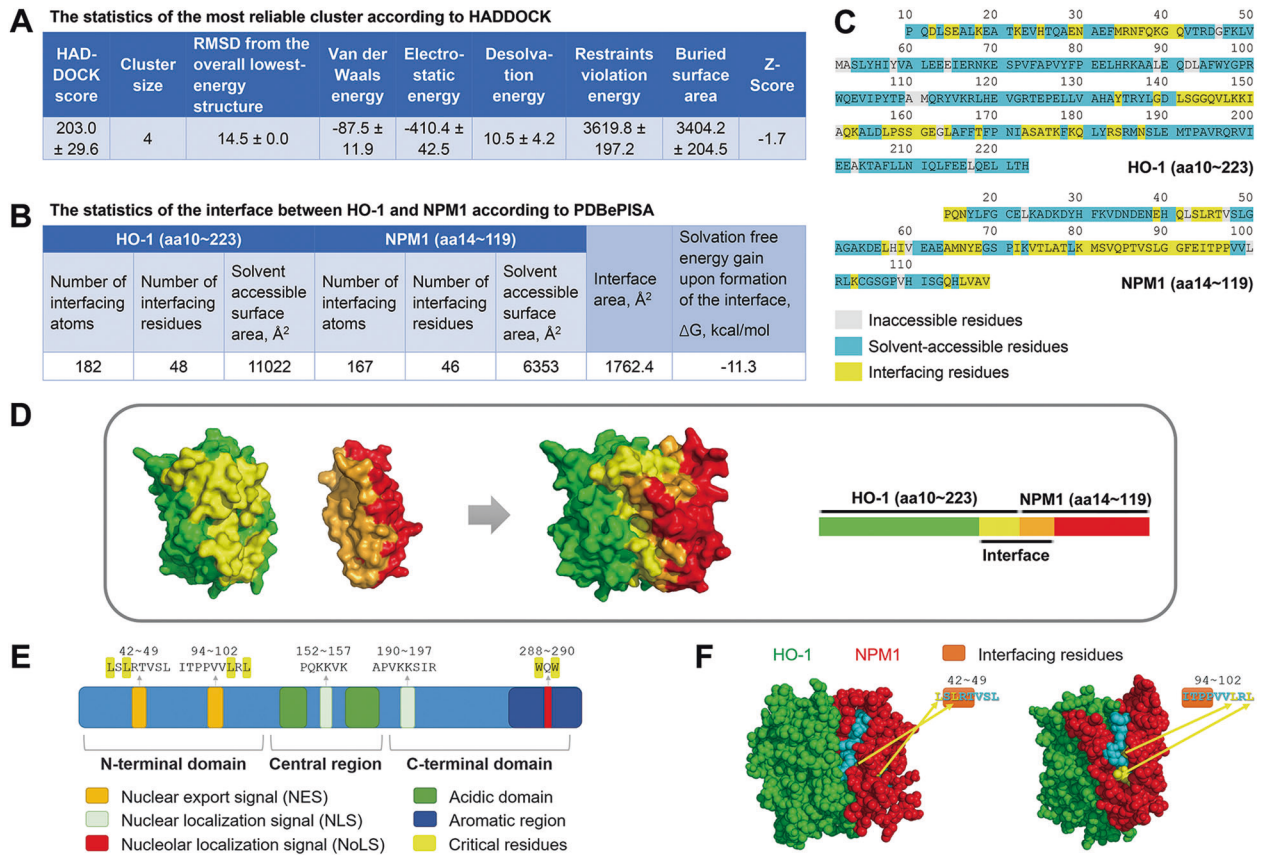 A The statistics of the most reliable cluster according to HADDOCK
HAD-
DOCK
score
Cluster
size
RMSD from the
overall lowest-
energy
structure
Van der
Waals
energy
Electro-
static
energy
Desolva-
tion
energy
Restraints
violation
energy
Buried
surface
area
Z-
Score
203.0
± 29.6
4
14.5 ± 0.0
-87.5 ±
11.9
-410.4 ±
42.5
10.5 ± 4.2
3619.8 ±
197.2
3404.2
± 204.5
-1.7
B The statistics of the interface between HO-1 and NPM1 according to PDBePISA
HO-1 (aa10~223)
NPM1 (aa14~119)
Number of
interfacing
atoms
Number of
interfacing
residues
Solvent
accessible
surface
area, Å²
Number of
interfacing
atoms
Number of
interfacing
residues
Solvent
accessible
surface
area, Å²
Interface
area, Å²
Solvation free
energy gain
upon formation
of the interface,
ΔG, kcal/mol
182
48
11022
167
46
6353
1762.4
-11.3
C
10 20 30 40 50
P QDLSEALKEA TKEVHTQAEN AEFMRNFQKG QVTRDGFKLV
60 70 80 90 100
MASLYHIYVA LEEEIERNKE SPVFAPVYFP EELHRKAALE QDLAFWYGPR
110 120 130 140 150
WQEVIPYTPA MQRYVKRLHE VGRTEPELLV AHAYTRYLGD LSGGQVLKKI
160 170 180 190 200
AQKALDLPSS GEGLAFFTFP NIASATKFKQ LYRSRMNSLE MTPAVRQRVI
210 220
EEAKTAFLLN IQLFEELQEL LTH
HO-1 (aa10~223)
20 30 40 50
PQNYLFG CELKADKDYH FKVDNDENEH QLSLRTVSLG
60 70 80 90 100
AGAKDELHIV EAEAMNYEGS PIKVTLATLK MSVQPTVSLG GFEITPPVVL
110
RLKCGSGPVH ISGQHLVAV
NPM1 (aa14~119)
Inaccessible residues
Solvent-accessible residues
Interfacing residues
D
HO-1 (aa10~223)
NPM1 (aa14~119)
Interface
E
42~49 94~102 152~157 190~197 288~290
LSLRTVSL ITPPVVLRL PQKKVK APVKKSIR WQW
N-terminal domain Central region C-terminal domain
Nuclear export signal (NES)
Nuclear localization signal (NLS)
Nucleolar localization signal (NoLS)
Acidic domain
Aromatic region
Critical residues
F
HO-1 NPM1 Interfacing residues
42~49
LSLRTVSL
94~102
ITPPVVLRL